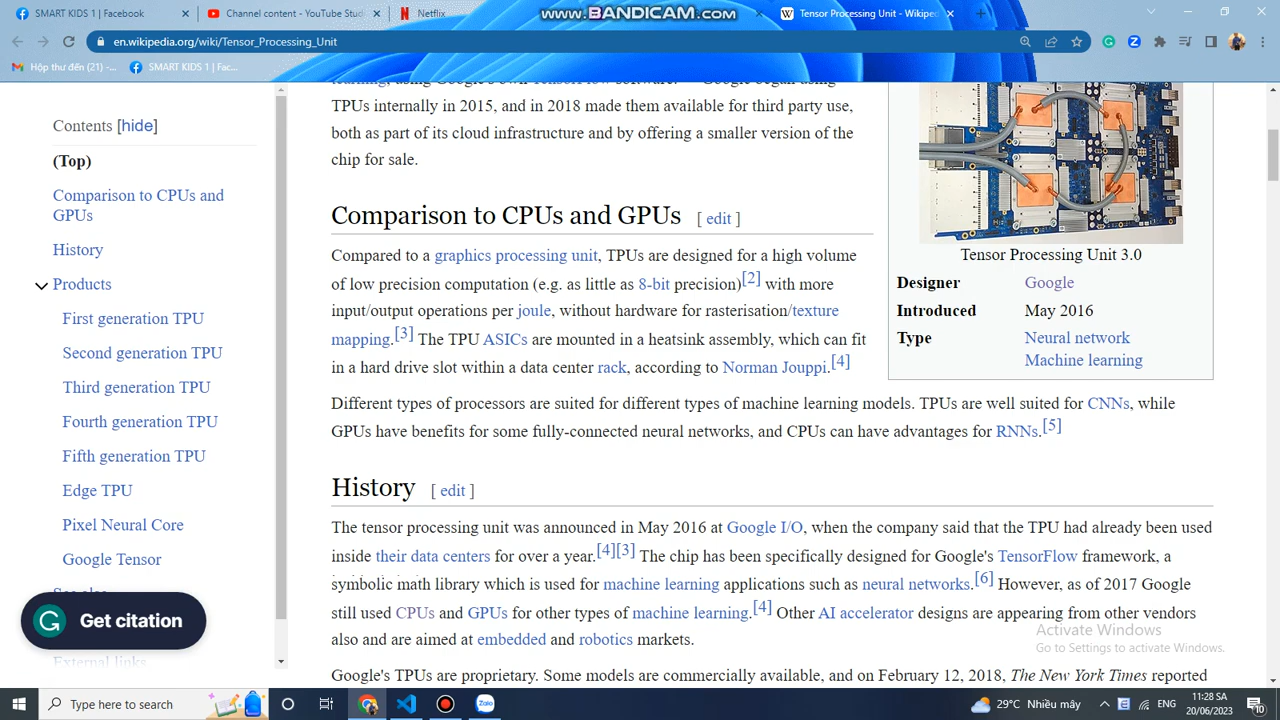 SMART KIDS 1 | Facebook
Channel content - YouTube Stud
Netflix
www.BANDICAM.com
Tensor Processing Unit - Wikiped
en.wikipedia.org/wiki/Tensor_Processing_Unit
Hộp thư đến (21) -...
SMART KIDS 1 | Fac...
Contents [hide]
(Top)
Comparison to CPUs and
GPUs
History
Products
First generation TPU
Second generation TPU
Third generation TPU
Fourth generation TPU
Fifth generation TPU
Edge TPU
Pixel Neural Core
Google Tensor
Get citation
External links
TPUs internally in 2015, and in 2018 made them available for third party use,
both as part of its cloud infrastructure and by offering a smaller version of the
chip for sale.
Comparison to CPUs and GPUs [ edit ]
Compared to a graphics processing unit, TPUs are designed for a high volume
of low precision computation (e.g. as little as 8-bit precision)[2] with more
input/output operations per joule, without hardware for rasterisation/texture
mapping.[3] The TPU ASICs are mounted in a heatsink assembly, which can fit
in a hard drive slot within a data center rack, according to Norman Jouppi.[4]
Different types of processors are suited for different types of machine learning models. TPUs are well suited for CNNs, while
GPUs have benefits for some fully-connected neural networks, and CPUs can have advantages for RNNs.[5]
History [ edit ]
The tensor processing unit was announced in May 2016 at Google I/O, when the company said that the TPU had already been used
inside their data centers for over a year.[4][3] The chip has been specifically designed for Google's TensorFlow framework, a
symbolic math library which is used for machine learning applications such as neural networks.[6] However, as of 2017 Google
still used CPUs and GPUs for other types of machine learning.[4] Other AI accelerator designs are appearing from other vendors
also and are aimed at embedded and robotics markets.
Google's TPUs are proprietary. Some models are commercially available, and on February 12, 2018, The New York Times reported
Tensor Processing Unit 3.0
Designer Google
Introduced May 2016
Type Neural network
Machine learning
Activate Windows
Go to Settings to activate Windows.
Type here to search
29°C Nhiều mây
ENG
11:28 SA
20/06/2023
10